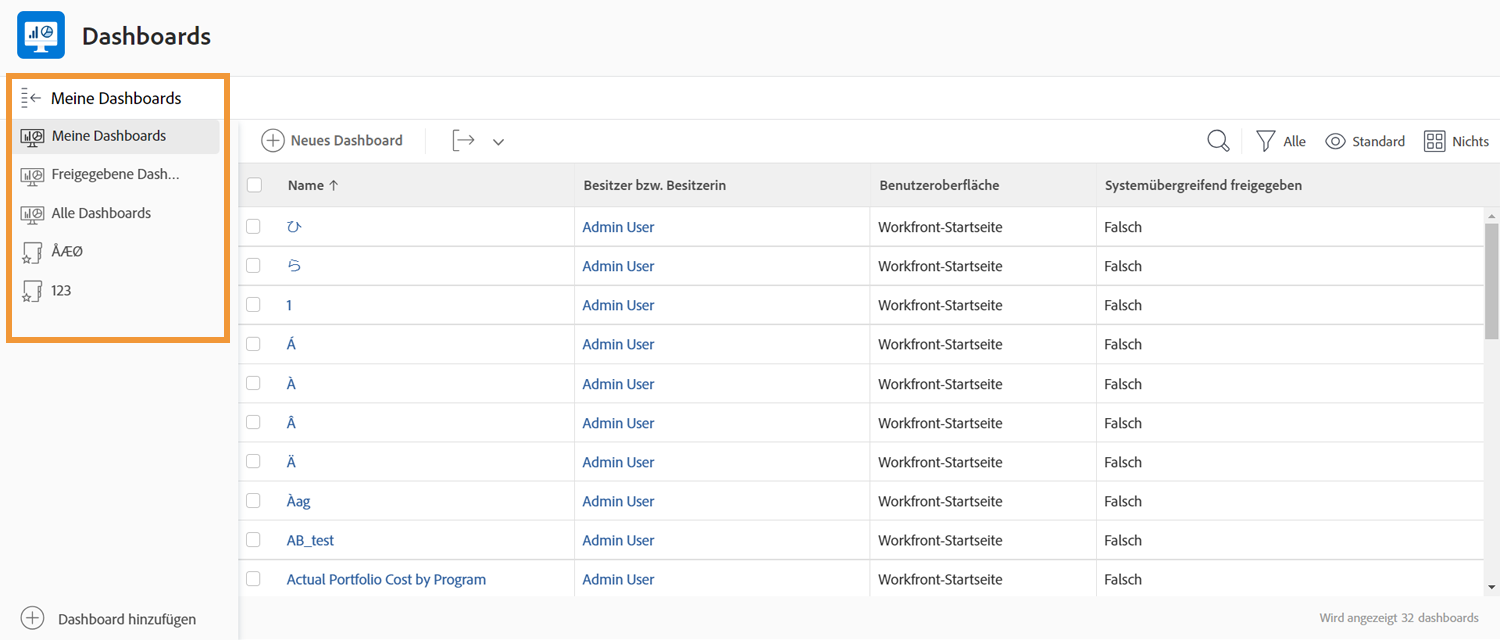 Dashboards
Meine Dashboards
Meine Dashboards
Freigegebene Dash...
Alle Dashboards
ÅÆØ
123
Dashboard hinzufügen
Neues Dashboard
Alle Standard Nichts
Name ↑ Besitzer bzw. Besitzerin Benutzeroberfläche Systemübergreifend freigegeben
ひ Admin User Workfront-Startseite Falsch
ら Admin User Workfront-Startseite Falsch
1 Admin User Workfront-Startseite Falsch
Á Admin User Workfront-Startseite Falsch
À Admin User Workfront-Startseite Falsch
Â Admin User Workfront-Startseite Falsch
Ä Admin User Workfront-Startseite Falsch
Àag Admin User Workfront-Startseite Falsch
AB_test Admin User Workfront-Startseite Falsch
Actual Portfolio Cost by Program Admin User Workfront-Startseite Falsch
Wird angezeigt 32 dashboards